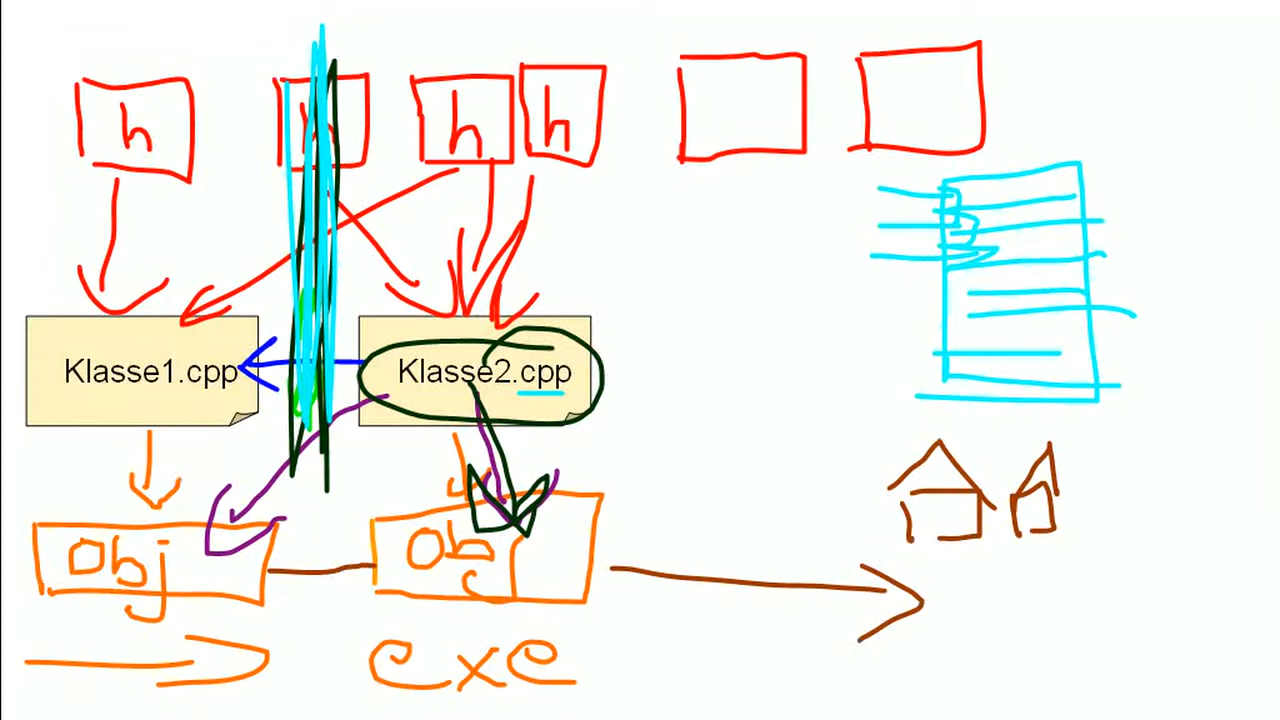 h h h h
Klasse1.cpp Klasse2.cpp
Obj Obj
exe